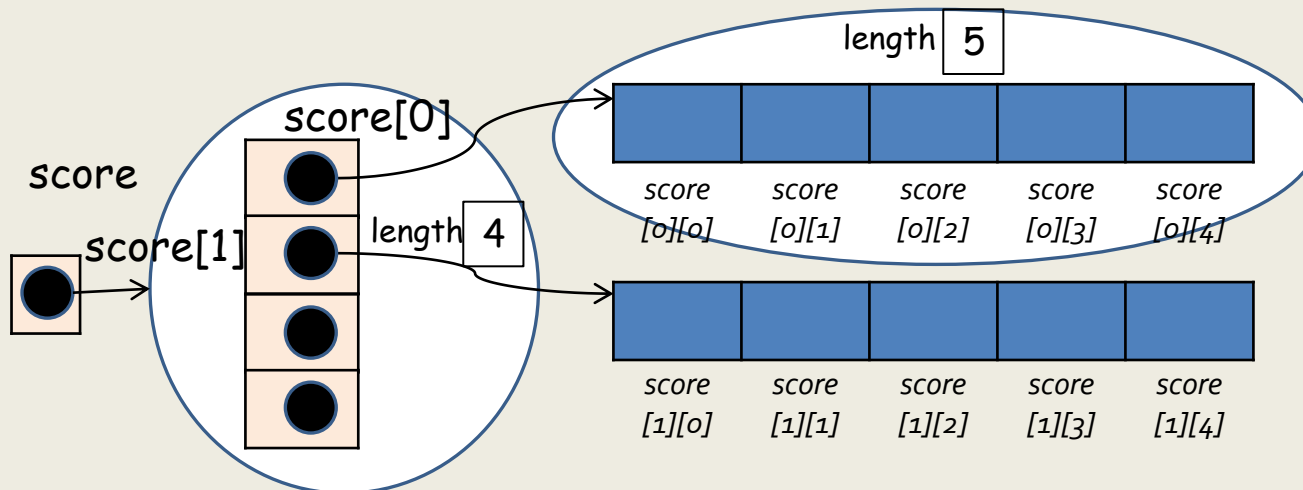 length 5
score[0]
score
score[1]
length 4
score score score score score
[0][0] [0][1] [0][2] [0][3] [0][4]
score score score score score
[1][0] [1][1] [1][2] [1][3] [1][4]